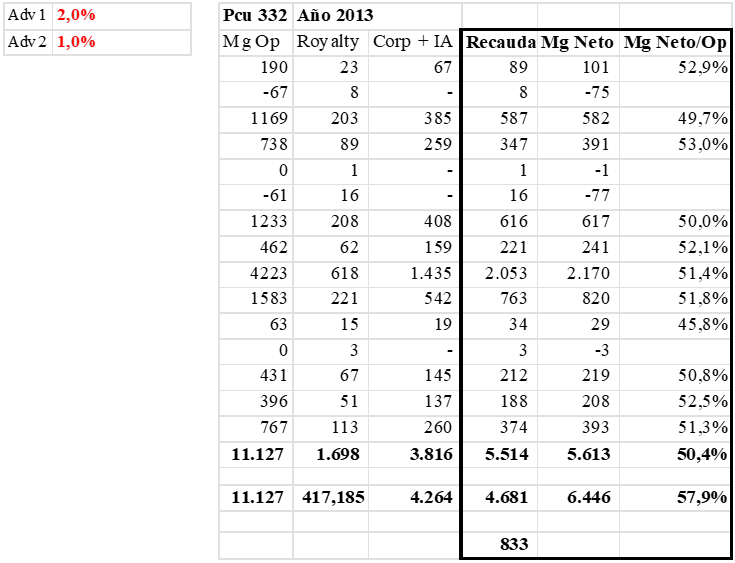 Adv 1 2,0% Pcu 332 Año 2013
Adv 2 1,0% Mg Op Royalty Corp + IA Recauda Mg Neto Mg Neto/Op
190 23 67 89 101 52,9%
-67 8 - 8 -75
1169 203 385 587 582 49,7%
738 89 259 347 391 53,0%
0 1 - 1 -1
-61 16 - 16 -77
1233 208 408 616 617 50,0%
462 62 159 221 241 52,1%
4223 618 1.435 2.053 2.170 51,4%
1583 221 542 763 820 51,8%
63 15 19 34 29 45,8%
0 3 - 3 -3
431 67 145 212 219 50,8%
396 51 137 188 208 52,5%
767 113 260 374 393 51,3%
11.127 1.698 3.816 5.514 5.613 50,4%
11.127 417,185 4.264 4.681 6.446 57,9%
833